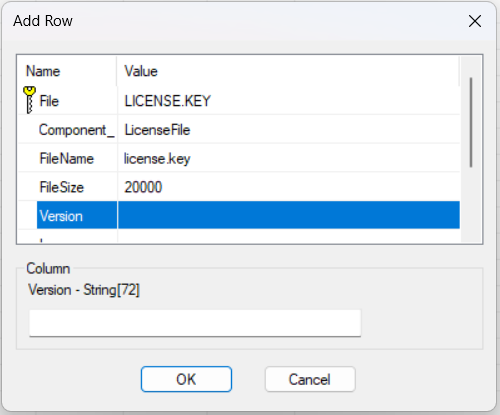 Add Row
Name Value
File LICENSE.KEY
Component_ LicenseFile
FileName license.key
FileSize 20000
Version
Column
Version - String[72]
OK Cancel